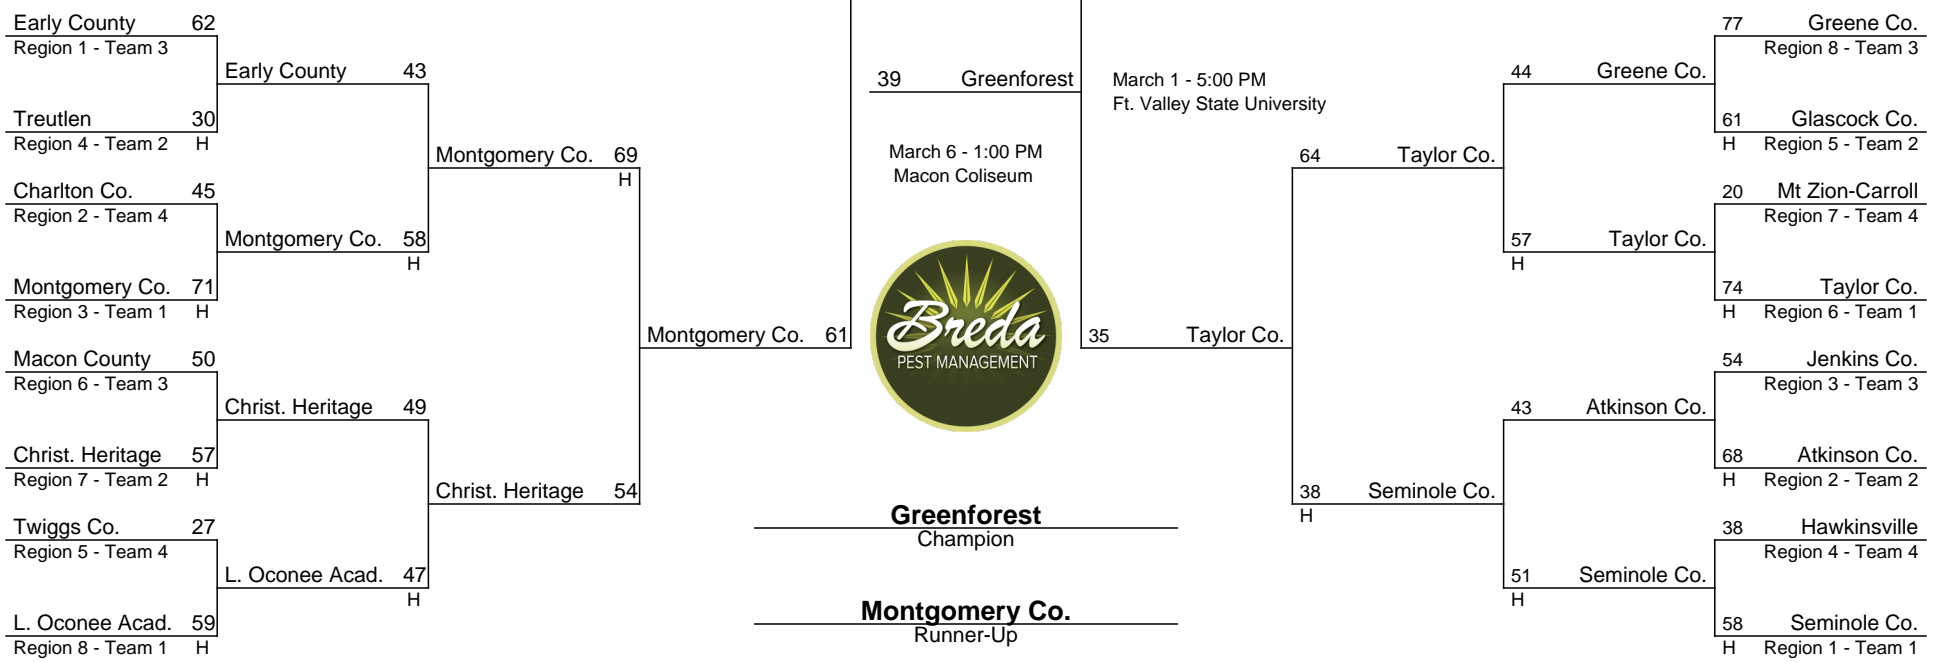 Early County 62
Region 1 - Team 3
Early County 43
Treutlen 30
Region 4 - Team 2 H
Montgomery Co. 69
H
Charlton Co. 45
Region 2 - Team 4
Montgomery Co. 58
H
Montgomery Co. 71
Region 3 - Team 1 H
Montgomery Co. 61
Macon County 50
Region 6 - Team 3
Christ. Heritage 49
Christ. Heritage 57
Region 7 - Team 2 H
Christ. Heritage 54
Twiggs Co. 27
Region 5 - Team 4
L. Oconee Acad. 47
H
L. Oconee Acad. 59
Region 8 - Team 1 H
39 Greenforest
March 6 - 1:00 PM
Macon Coliseum
Breda
PEST MANAGEMENT
Greenforest
Champion
Montgomery Co.
Runner-Up
March 1 - 5:00 PM
Ft. Valley State University
35 Taylor Co.
64 Taylor Co.
38 Seminole Co.
H
44 Greene Co.
57 Taylor Co.
H
43 Atkinson Co.
51 Seminole Co.
H
77 Greene Co.
Region 8 - Team 3
61 Glascock Co.
H Region 5 - Team 2
20 Mt Zion-Carroll
Region 7 - Team 4
74 Taylor Co.
H Region 6 - Team 1
54 Jenkins Co.
Region 3 - Team 3
68 Atkinson Co.
H Region 2 - Team 2
38 Hawkinsville
Region 4 - Team 4
58 Seminole Co.
H Region 1 - Team 1